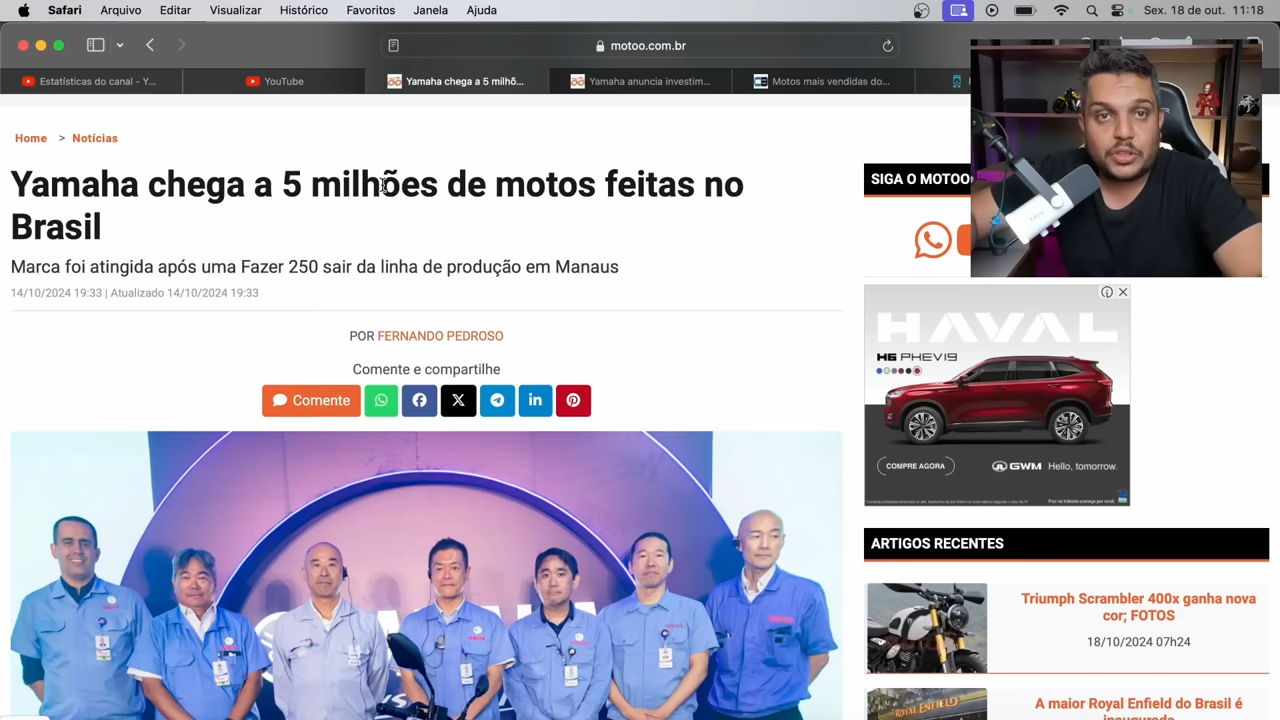 Safari Arquivo Editar Visualizar Histórico Favoritos Janela Ajuda
Sex. 18 de out. 11:18
motoo.com.br
Estatísticas do canal - Y...
YouTube
Yamaha chega a 5 milhõ...
Yamaha anuncia investim...
Motos mais vendidas do...
Home > Notícias
Yamaha chega a 5 milhões de motos feitas no
Brasil
Marca foi atingida após uma Fazer 250 sair da linha de produção em Manaus
14/10/2024 19:33 | Atualizado 14/10/2024 19:33
POR FERNANDO PEDROSO
Comente e compartilhe
Comente
SIGA O MOTOO
HAVAL
H6 PHEV19
COMPRE AGORA
GWM Hello, tomorrow.
ARTIGOS RECENTES
Triumph Scrambler 400x ganha nova
cor; FOTOS
18/10/2024 07h24
ROYAL ENFIELD
A maior Royal Enfield do Brasil é
inaugurada